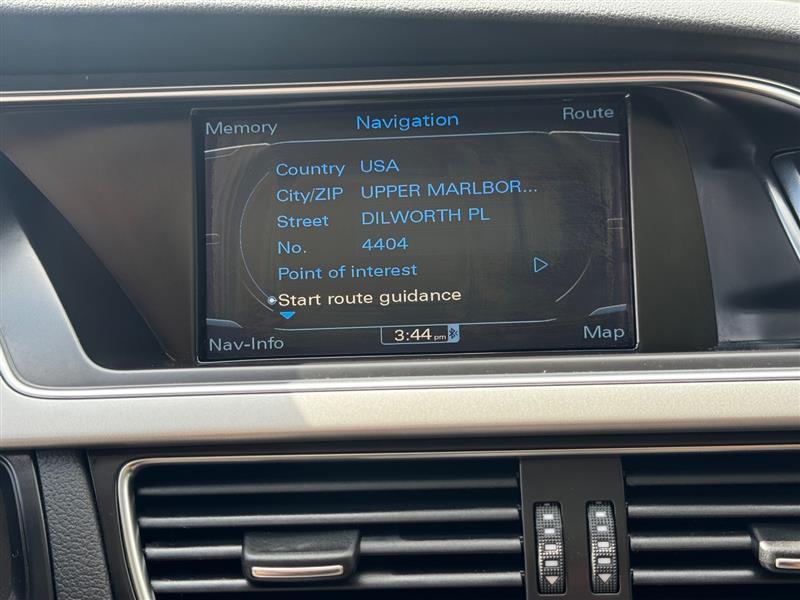 Memory Navigation Route
Country USA
City/ZIP UPPER MARLBOR...
Street DILWORTH PL
No. 4404
Point of interest
Start route guidance
Nav-Info 3:44 pm Map